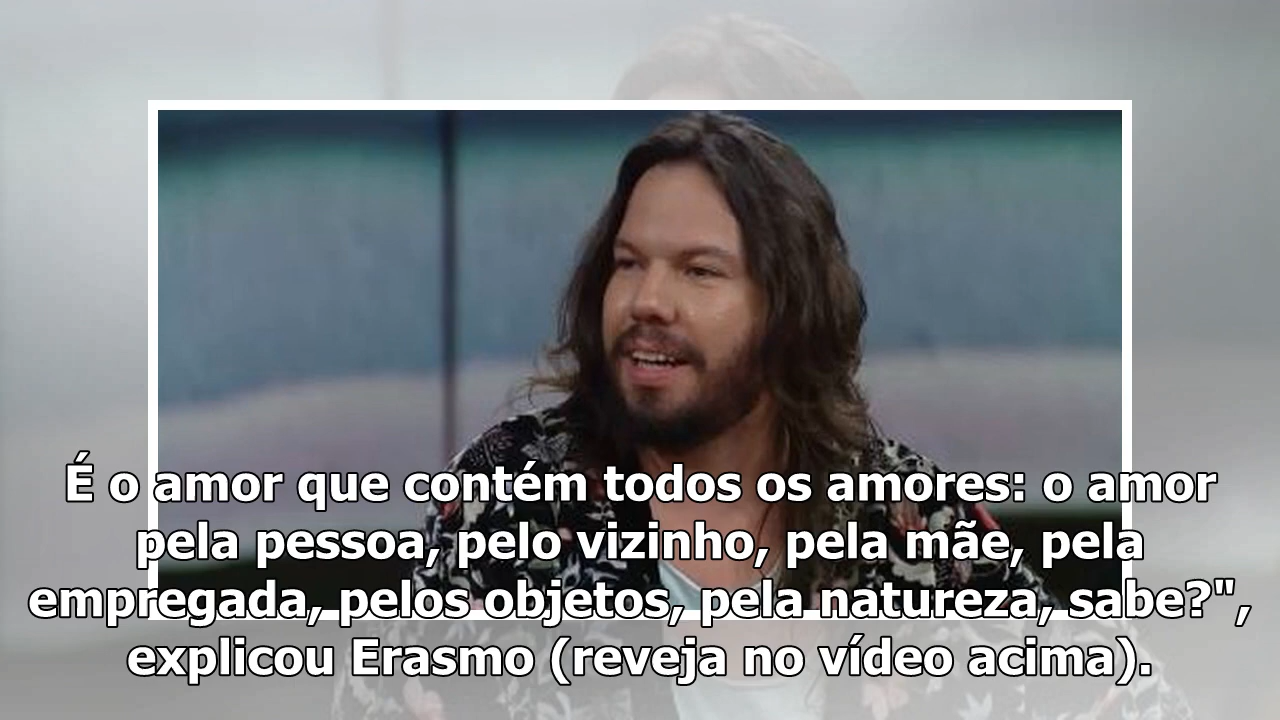 É o amor que contém todos os amores: o amor
pela pessoa, pelo vizinho, pela mãe, pela
empregada, pelos objetos, pela natureza, sabe?",
explicou Erasmo (reveja no vídeo acima).